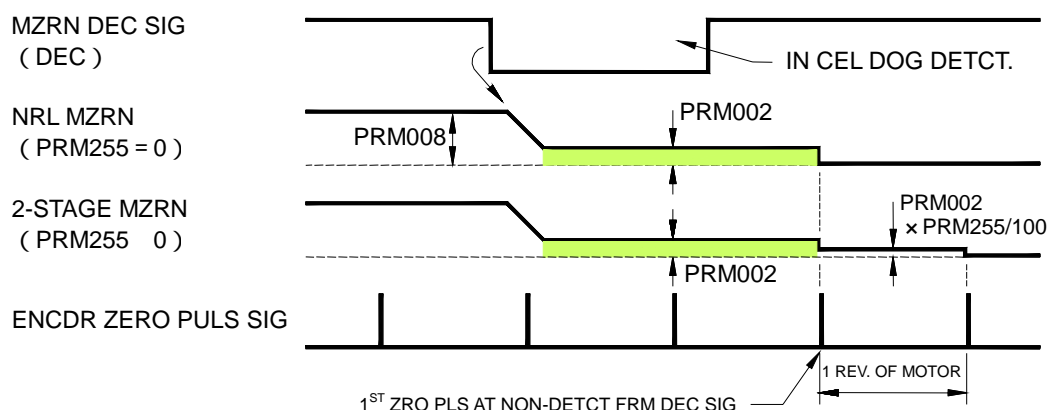 MZRN DEC SIG
( DEC )
IN CEL DOG DETCT.
NRL MZRN
( PRM255 = 0 )
PRM008
PRM002
2-STAGE MZRN
( PRM255 0 )
PRM002
× PRM255/100
PRM002
ENCDR ZERO PULS SIG
1 REV. OF MOTOR
1ST ZRO PLS AT NON-DETCT FRM DEC SIG